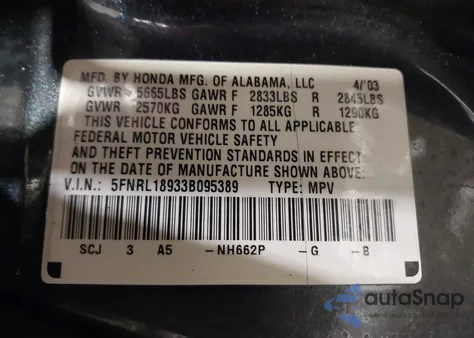 MFD. BY HONDA MFG. OF ALABAMA, LLC 4/'03
GVWR - 5665LBS GAWR F 2833LBS R 2845LBS
GVWR 2570KG GAWR F 1285KG R 1290KG
THIS VEHICLE CONFORMS TO ALL APPLICABLE
FEDERAL MOTOR VEHICLE SAFETY
AND THEFT PREVENTION STANDARDS IN EFFECT
ON THE DATE OF MANUFACTURE SHOWN ABOVE.
V.I.N.: 5FNRL18933B095389 TYPE: MPV
SCJ 3 A5 -NH662P -G -B
autoSnap